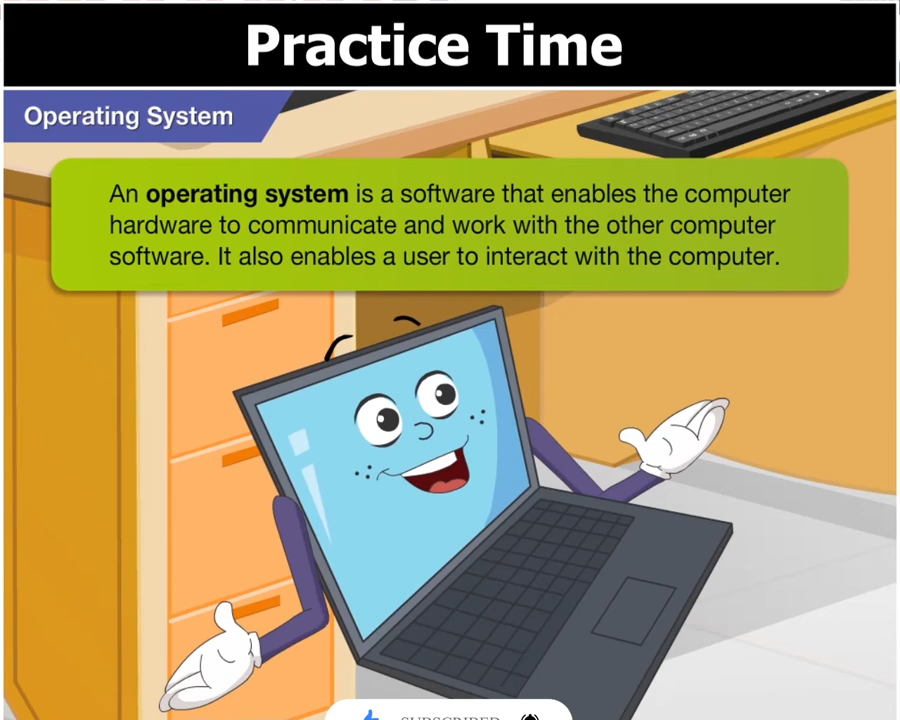 Practice Time
Operating System
An operating system is a software that enables the computer
hardware to communicate and work with the other computer
software. It also enables a user to interact with the computer.
SUBSCRIBED